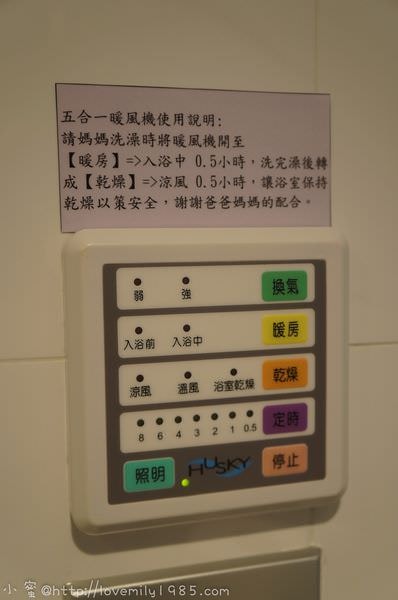 五合一暖風機使用說明:
請媽媽洗澡時將暖風機開至
【暖房】=>入浴中 0.5小時，洗完澡後轉
成【乾燥】=>涼風 0.5小時，讓浴室保持
乾燥以策安全，謝謝爸爸媽媽的配合。
弱 強 換氣
入浴前 入浴中 暖房
涼風 溫風 浴室乾燥 乾燥
8 6 4 3 2 1 0.5 定時
照明 HUSKY 停止
小蜜@http://lovemily1985.com